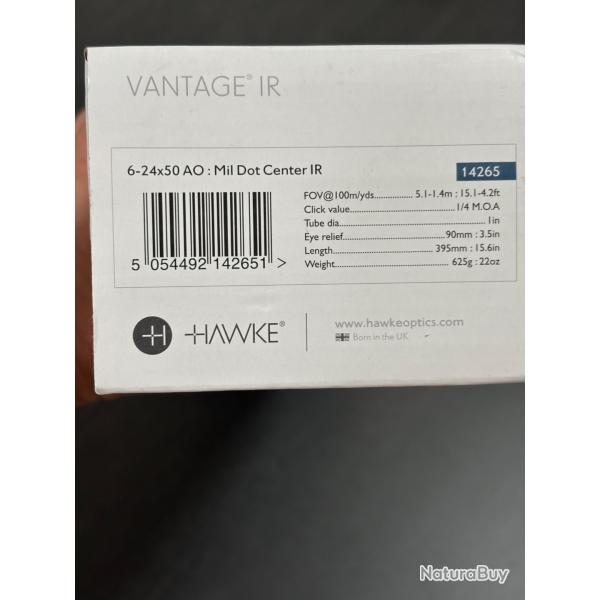 VANTAGE® IR
6-24x50 AO : Mil Dot Center IR 14265
FOV@100m/yds................ 5.1-1.4m : 15.1-4.2ft
Click value........................................1/4 M.O.A
Tube dia.....................................................1in
Eye relief......................................90mm : 3.5in
Length....................................395mm : 15.6in
Weight..........................................625g : 22oz
5 054492 142651 >
HAWKE®
www.hawkeoptics.com
Born in the UK
NaturaBuy